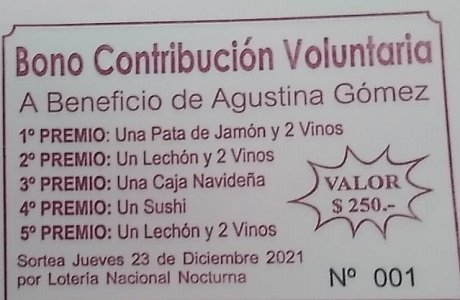 Bono Contribución Voluntaria
A Beneficio de Agustina Gómez
1º PREMIO: Una Pata de Jamón y 2 Vinos
2º PREMIO: Un Lechón y 2 Vinos
3º PREMIO: Una Caja Navideña
4º PREMIO: Un Sushi
5º PREMIO: Un Lechón y 2 Vinos
VALOR
$ 250.-
Sortea Jueves 23 de Diciembre 2021
por Loteria Nacional Nocturna
Nº 001